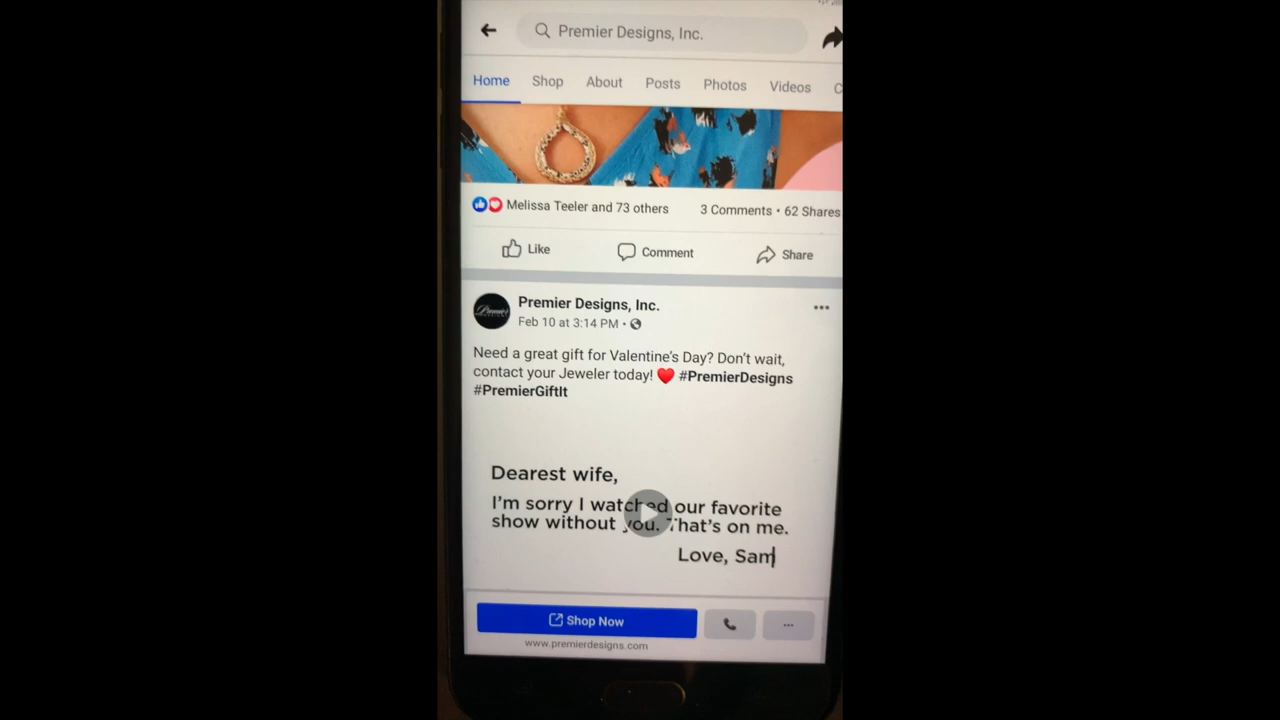 Premier Designs, Inc.
Home Shop About Posts Photos Videos C
Melissa Teeler and 73 others 3 Comments • 62 Shares
Like Comment Share
Premier Designs, Inc.
Feb 10 at 3:14 PM •
Need a great gift for Valentine's Day? Don't wait,
contact your Jeweler today! ❤️ #PremierDesigns
#PremierGiftIt
Dearest wife,
I'm sorry I watched our favorite
show without you. That's on me.
Love, Sam
Shop Now
www.premierdesigns.com